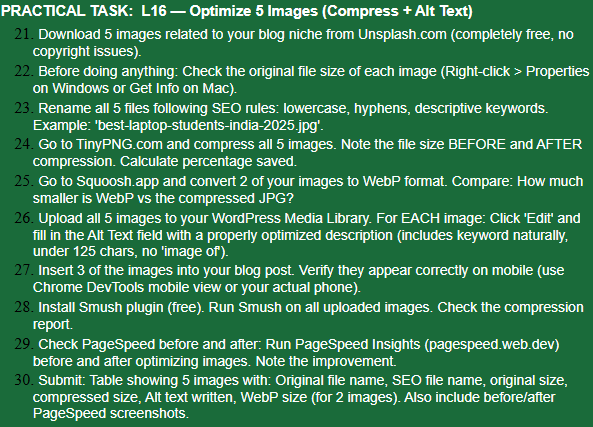 PRACTICAL TASK:  L16 — Optimize 5 Images (Compress + Alt Text)
21. Download 5 images related to your blog niche from Unsplash.com (completely free, no
copyright issues).
22. Before doing anything: Check the original file size of each image (Right-click > Properties
on Windows or Get Info on Mac).
23. Rename all 5 files following SEO rules: lowercase, hyphens, descriptive keywords.
Example: 'best-laptop-students-india-2025.jpg'.
24. Go to TinyPNG.com and compress all 5 images. Note the file size BEFORE and AFTER
compression. Calculate percentage saved.
25. Go to Squoosh.app and convert 2 of your images to WebP format. Compare: How much
smaller is WebP vs the compressed JPG?
26. Upload all 5 images to your WordPress Media Library. For EACH image: Click 'Edit' and
fill in the Alt Text field with a properly optimized description (includes keyword naturally,
under 125 chars, no 'image of').
27. Insert 3 of the images into your blog post. Verify they appear correctly on mobile (use
Chrome DevTools mobile view or your actual phone).
28. Install Smush plugin (free). Run Smush on all uploaded images. Check the compression
report.
29. Check PageSpeed before and after: Run PageSpeed Insights (pagespeed.web.dev)
before and after optimizing images. Note the improvement.
30. Submit: Table showing 5 images with: Original file name, SEO file name, original size,
compressed size, Alt text written, WebP size (for 2 images). Also include before/after
PageSpeed screenshots.